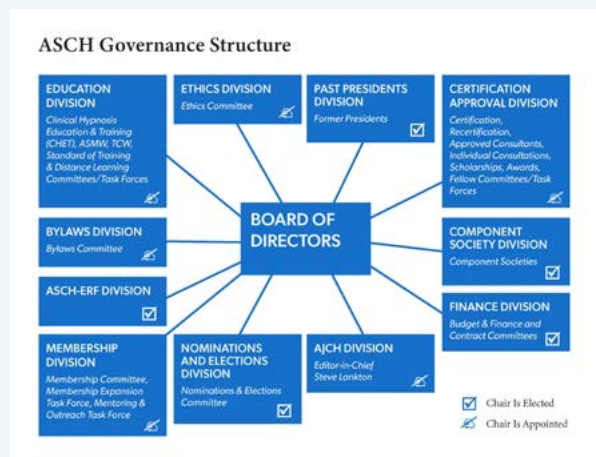 ASCH Governance Structure
EDUCATION
DIVISION
Clinical Hypnosis
Education & Training
(CHET), ASMW, TCW,
Standard of Training
& Distance Learning
Committees/Task Forces
ETHICS DIVISION
Ethics Committee
PAST PRESIDENTS
DIVISION
Former Presidents
CERTIFICATION
APPROVAL DIVISION
Certification,
Recertification,
Approved Consultants,
Individual Consultations,
Scholarships, Awards,
Fellow Committees/Task
Forces
BOARD OF
DIRECTORS
BYLAWS DIVISION
Bylaws Committee
COMPONENT
SOCIETY DIVISION
Component Societies
ASCH-ERF DIVISION
FINANCE DIVISION
Budget & Finance and
Contract Committees
MEMBERSHIP
DIVISION
Membership Committee,
Membership Expansion
Task Force, Mentoring &
Outreach Task Force
NOMINATIONS
AND ELECTIONS
DIVISION
Nominations & Elections
Committee
AJCH DIVISION
Editor-in-Chief
Steve Lankton
Chair Is Elected
Chair Is Appointed